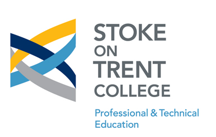 STOKE
ON
TRENT
COLLEGE
Professional & Technical
Education